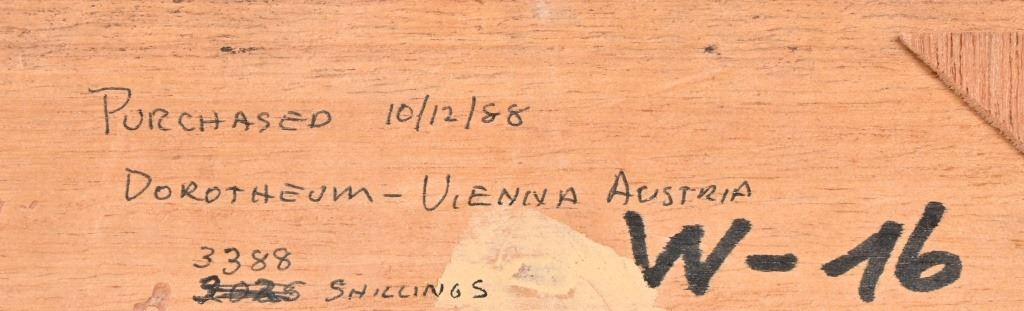 PURCHASED 10/12/88
DOROTHEUM - VIENNA AUSTRIA
W-16
3388
SHILLINGS